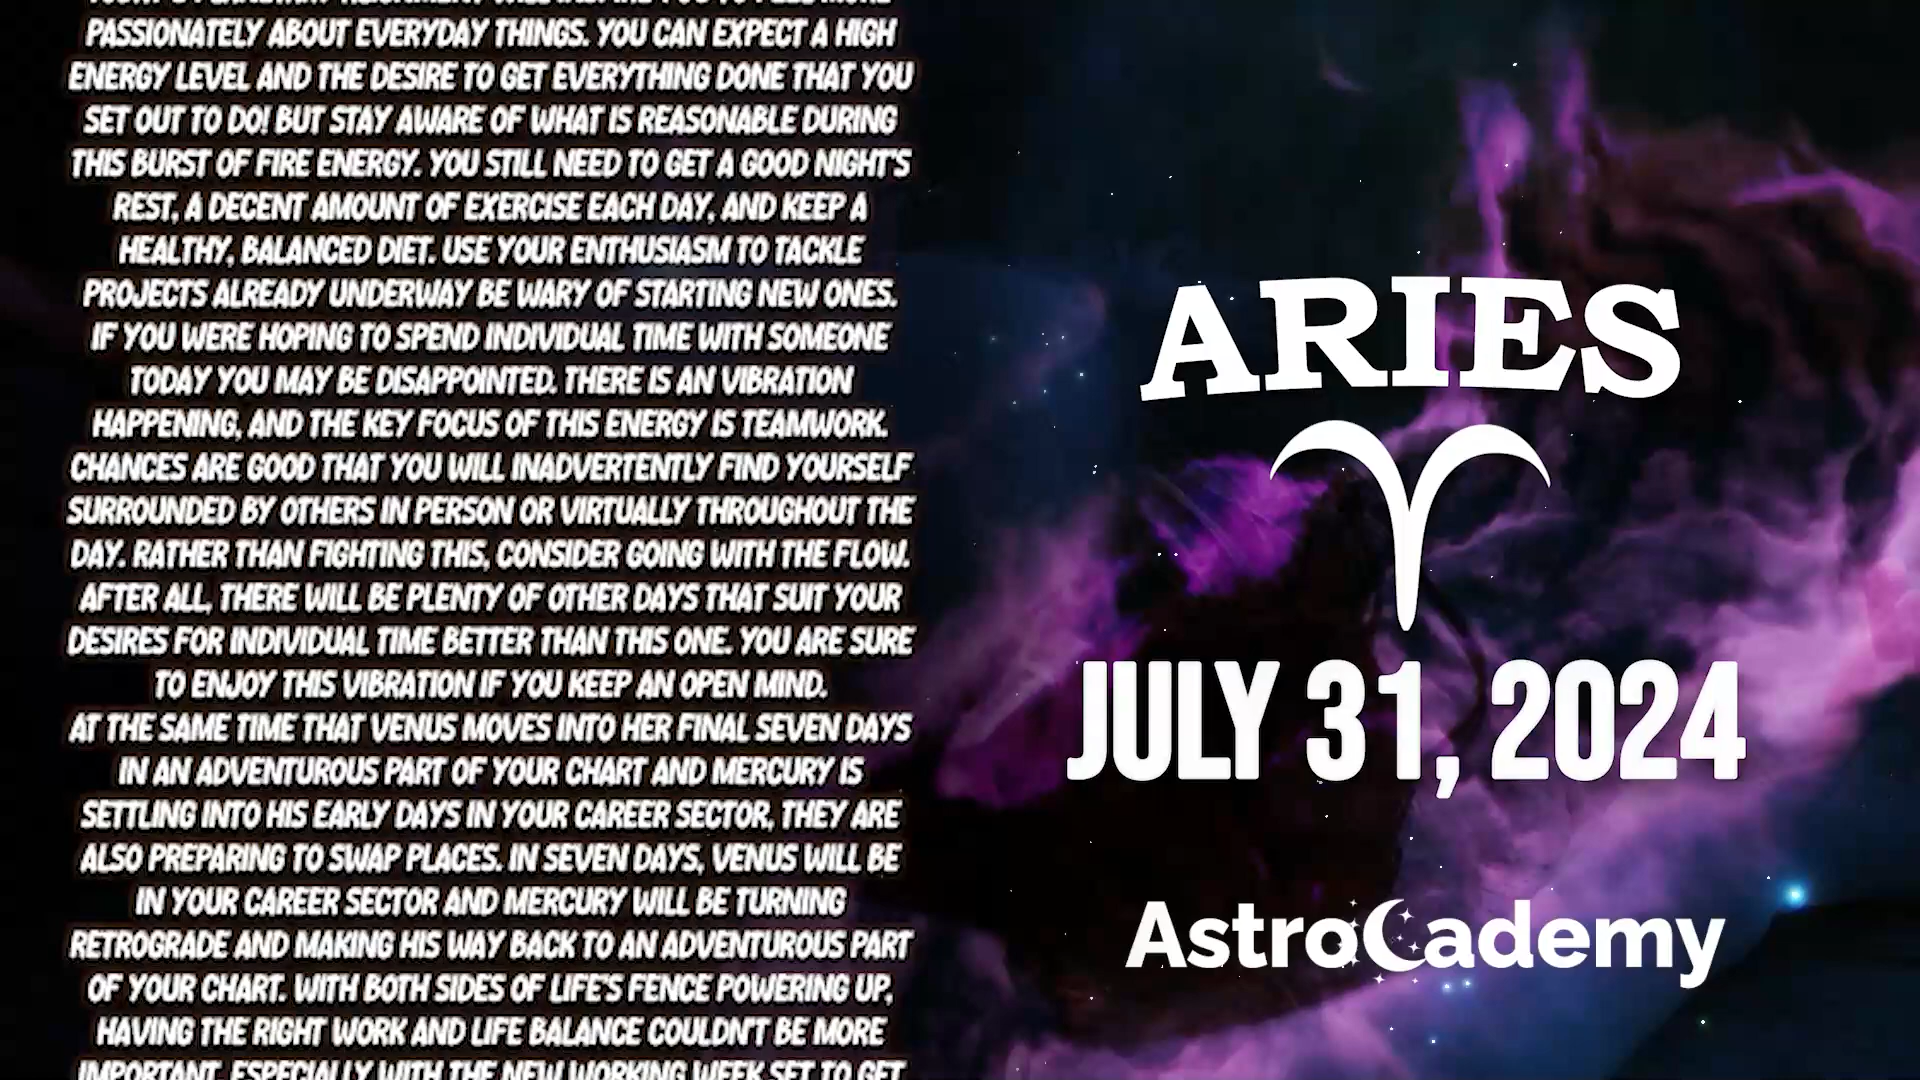 PASSIONATELY ABOUT EVERYDAY THINGS. YOU CAN EXPECT A HIGH
ENERGY LEVEL AND THE DESIRE TO GET EVERYTHING DONE THAT YOU
SET OUT TO DO! BUT STAY AWARE OF WHAT IS REASONABLE DURING
THIS BURST OF FIRE ENERGY. YOU STILL NEED TO GET A GOOD NIGHT'S
REST, A DECENT AMOUNT OF EXERCISE EACH DAY, AND KEEP A
HEALTHY, BALANCED DIET. USE YOUR ENTHUSIASM TO TACKLE
PROJECTS ALREADY UNDERWAY BE WARY OF STARTING NEW ONES.
IF YOU WERE HOPING TO SPEND INDIVIDUAL TIME WITH SOMEONE
TODAY YOU MAY BE DISAPPOINTED. THERE IS AN VIBRATION
HAPPENING, AND THE KEY FOCUS OF THIS ENERGY IS TEAMWORK.
CHANCES ARE GOOD THAT YOU WILL INADVERTENTLY FIND YOURSELF
SURROUNDED BY OTHERS IN PERSON OR VIRTUALLY THROUGHOUT THE
DAY. RATHER THAN FIGHTING THIS, CONSIDER GOING WITH THE FLOW.
AFTER ALL, THERE WILL BE PLENTY OF OTHER DAYS THAT SUIT YOUR
DESIRES FOR INDIVIDUAL TIME BETTER THAN THIS ONE. YOU ARE SURE
TO ENJOY THIS VIBRATION IF YOU KEEP AN OPEN MIND.
AT THE SAME TIME THAT VENUS MOVES INTO HER FINAL SEVEN DAYS
IN AN ADVENTUROUS PART OF YOUR CHART AND MERCURY IS
SETTLING INTO HIS EARLY DAYS IN YOUR CAREER SECTOR, THEY ARE
ALSO PREPARING TO SWAP PLACES. IN SEVEN DAYS, VENUS WILL BE
IN YOUR CAREER SECTOR AND MERCURY WILL BE TURNING
RETROGRADE AND MAKING HIS WAY BACK TO AN ADVENTUROUS PART
OF YOUR CHART. WITH BOTH SIDES OF LIFE'S FENCE POWERING UP,
HAVING THE RIGHT WORK AND LIFE BALANCE COULDN'T BE MORE
IMPORTANT, ESPECIALLY WITH THE NEW WORKING WEEK SET TO GET
ARIES
JULY 31, 2024
AstroCademy